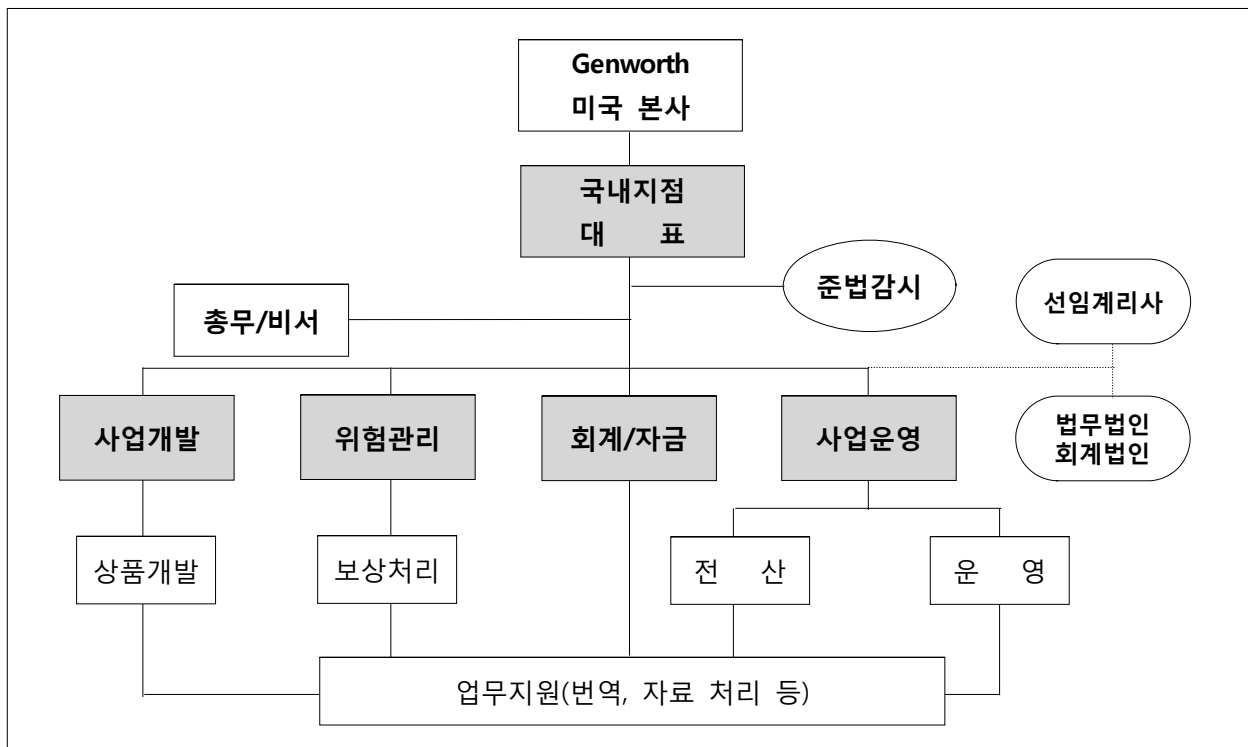 Genworth
미국 본사
국내지점
대 표
준법감시
선임계리사
총무/비서
사업개발
위험관리
회계/자금
사업운영
법무법인
회계법인
상품개발
보상처리
전 산
운 영
업무지원(번역, 자료 처리 등)